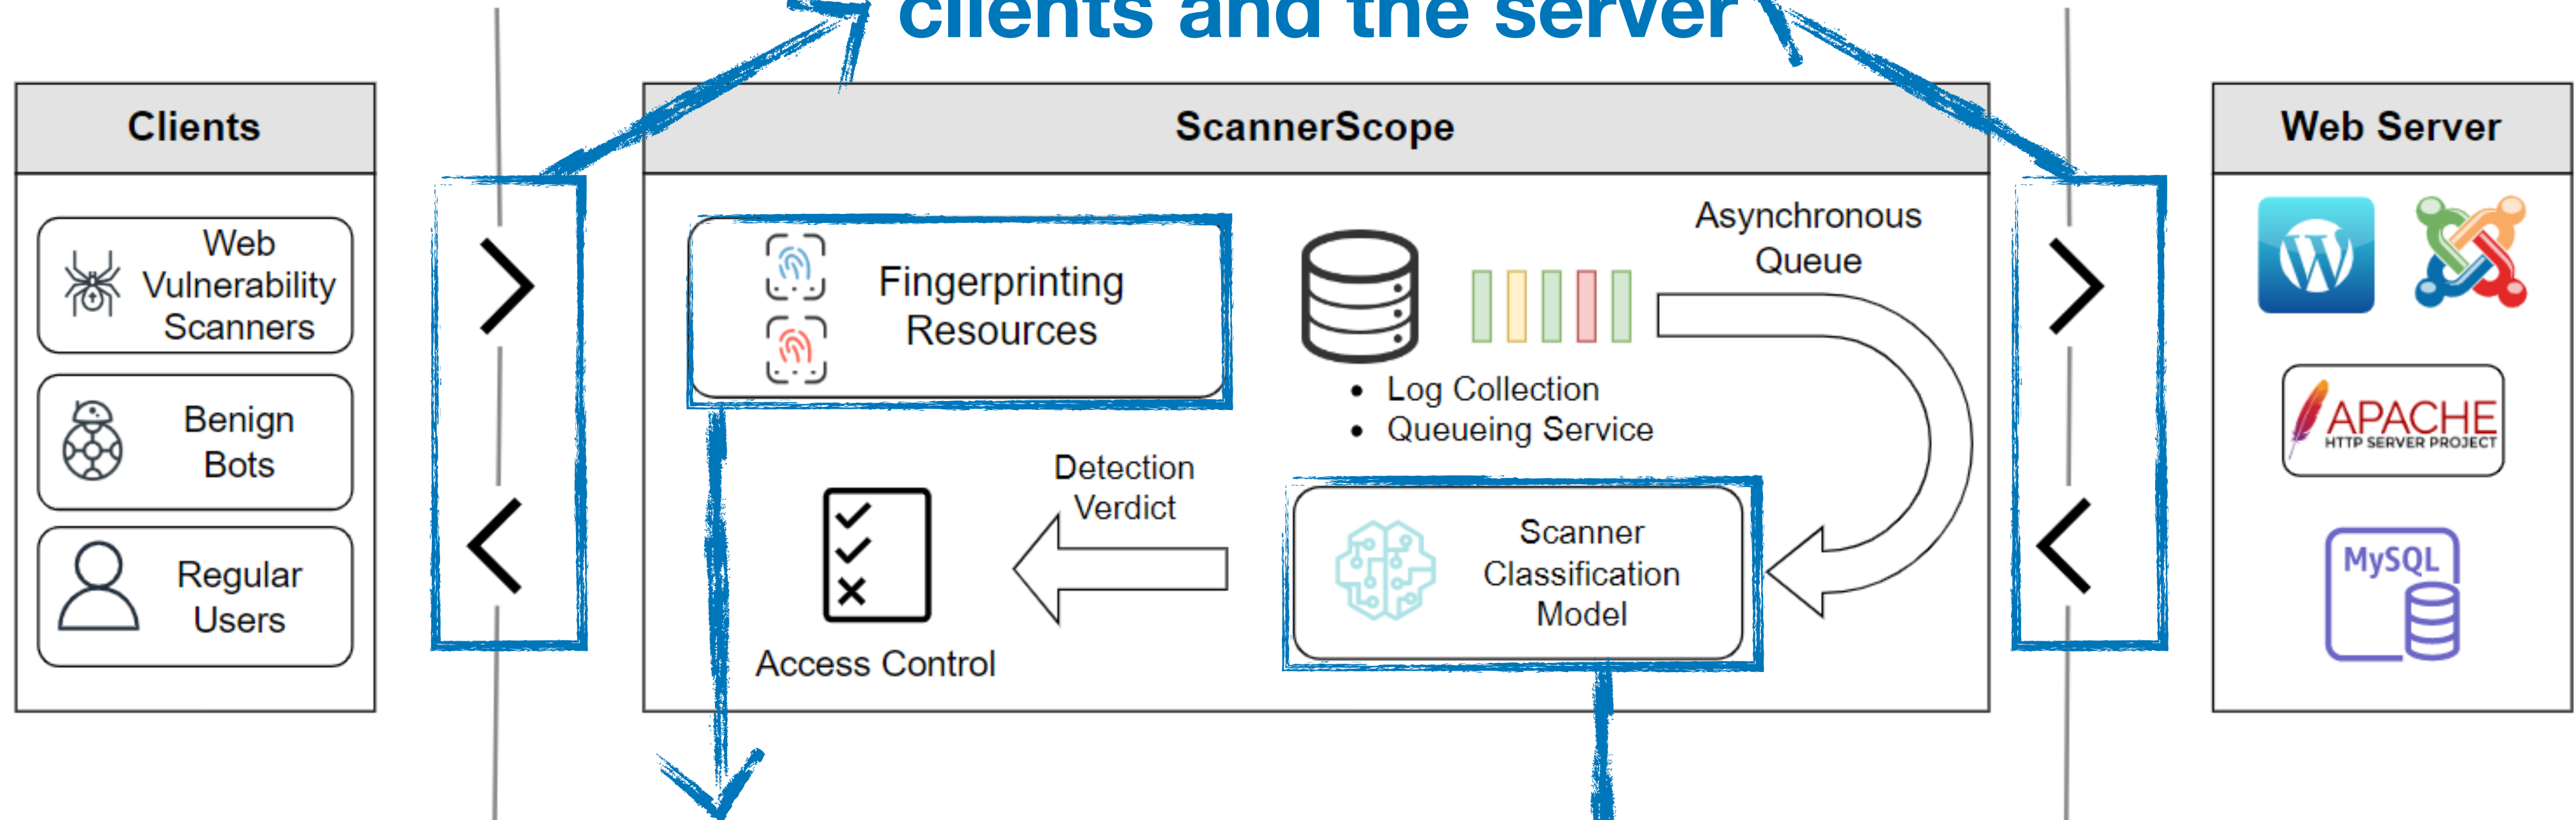 clients and the server
Clients
Web
Vulnerability
Scanners
Benign
Bots
Regular
Users
ScannerScope
Fingerprinting
Resources
Asynchronous
Queue
• Log Collection
• Queueing Service
Detection
Verdict
Access Control
Scanner
Classification
Model
Web Server
W
APACHE
HTTP SERVER PROJECT
MySQL